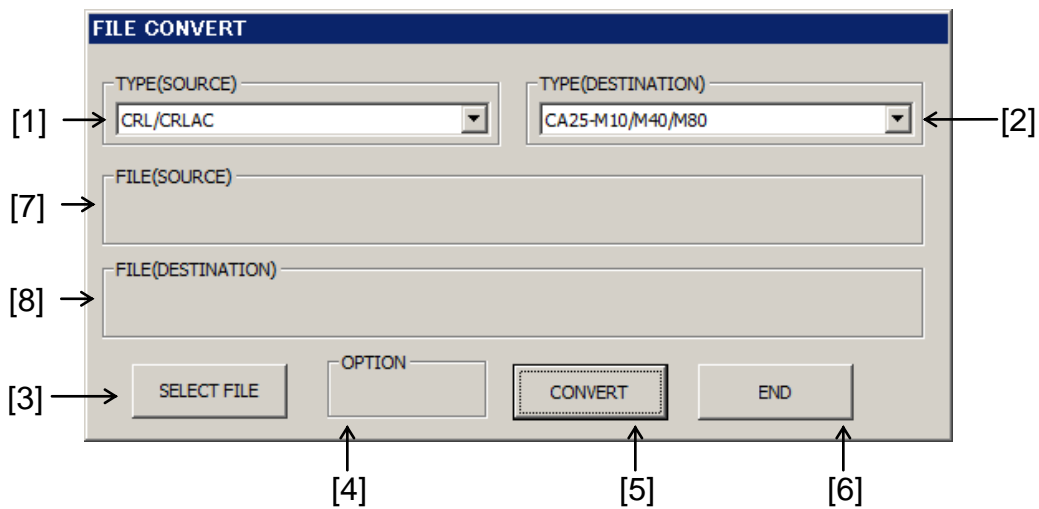 FILE CONVERT
TYPE(SOURCE)
TYPE(DESTINATION)
[1]
CRL/CRLAC
CA25-M10/M40/M80
[2]
FILE(SOURCE)
[7]
FILE(DESTINATION)
[8]
OPTION
[3]
SELECT FILE
CONVERT
END
[4]
[5]
[6]